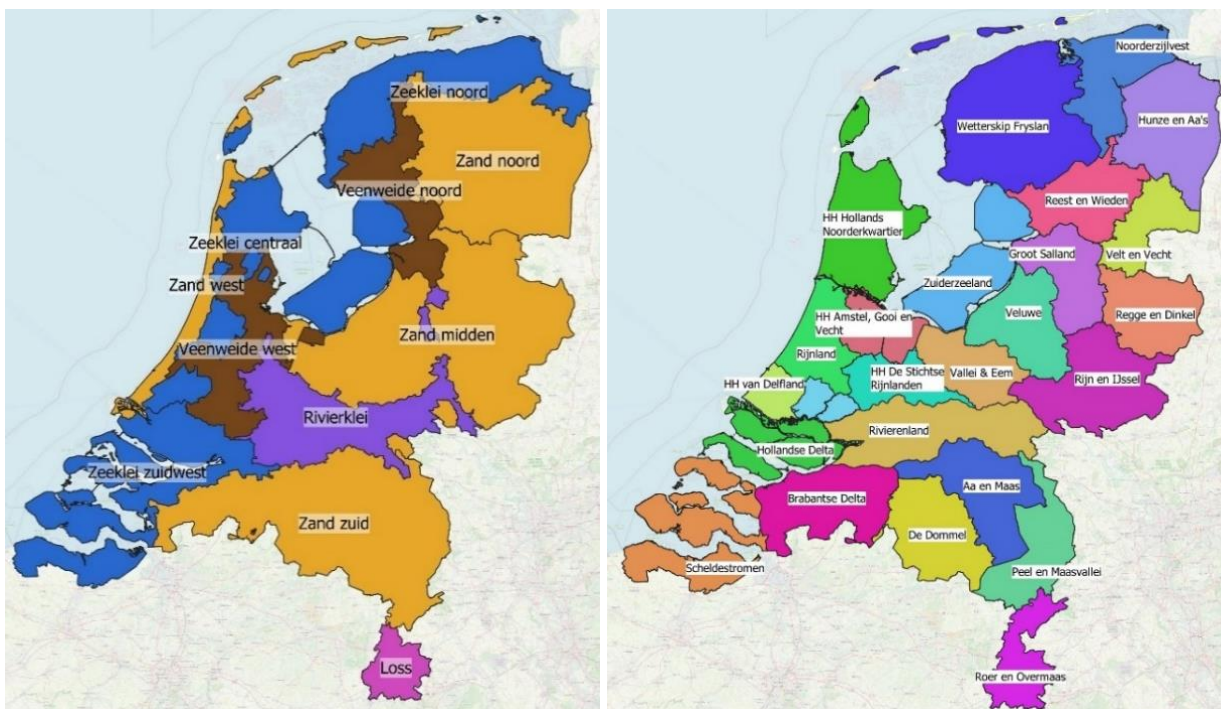 Zeeklei noord
Zand noord
Veenweide noord
Zeeklei centraal
Zand west
Zand midden
Veenweide west
Rivierklei
Zeeklei zuidwest
Zand zuid
Loss
Noorderzijlvest
Hunze en Aa's
Wetterskip Fryslan
Reest en Wieden
HH Hollands
Noorderkwartier
Groot Salland
Velt en Vecht
Zuiderzeeland
Veluwe
Regge en Dinkel
HH Amstel, Gooi en
Vecht
Rijnland
HH van Delfland
HH De Stichtse
Rijnlanden
Vallei & Eem
Rijn en IJssel
Rivierenland
Hollandse Delta
Aa en Maas
Brabantse Delta
De Dommel
Scheldestromen
Peel en Maasvallei
Roer en Overmaas